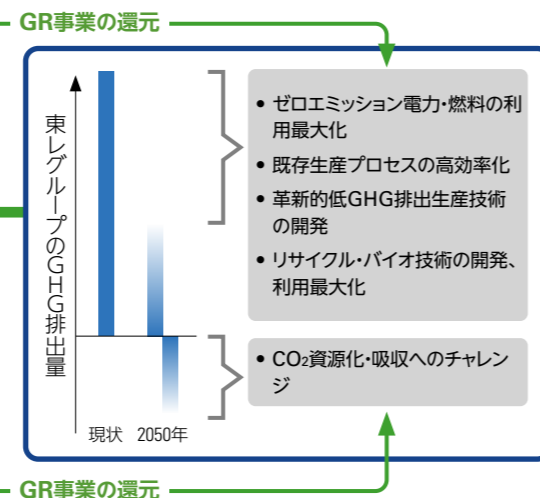 GR事業の還元
東レグループのGHG排出量
• ゼロエミッション電力・燃料の利
用最大化
• 既存生産プロセスの高効率化
• 革新的低GHG排出生産技術
の開発
• リサイクル・バイオ技術の開発、
利用最大化
• CO₂資源化・吸収へのチャレン
ジ
現状 2050年
GR事業の還元